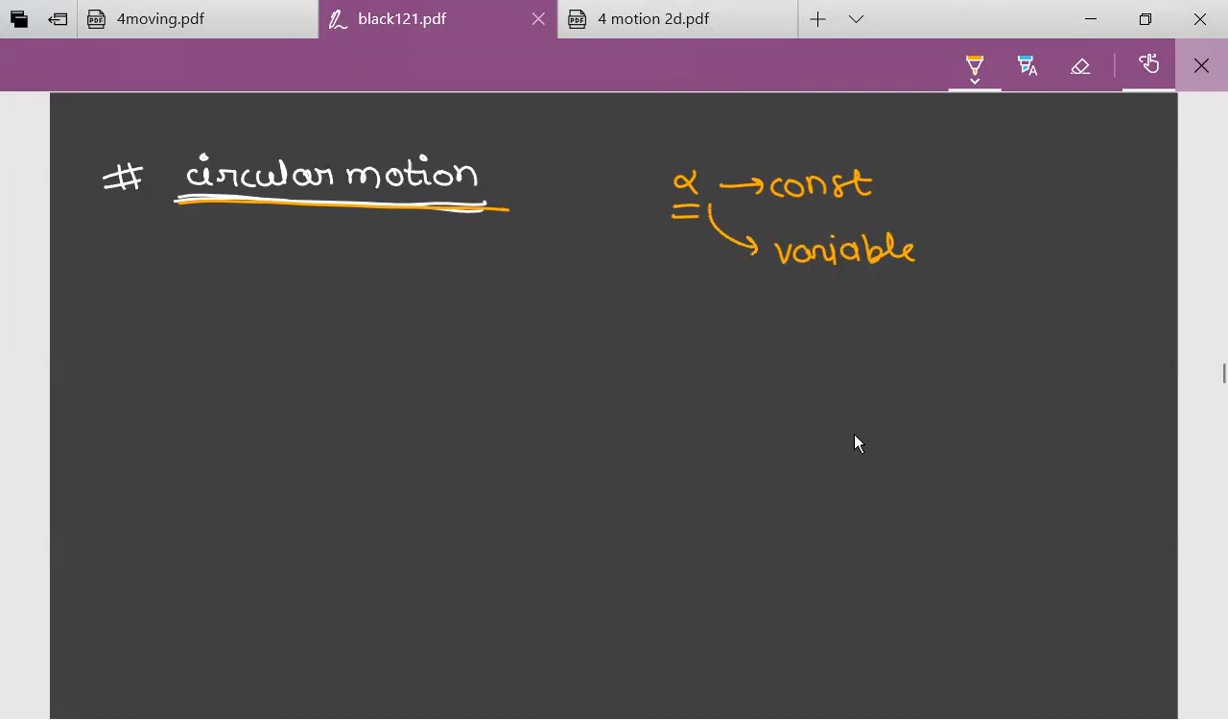 4moving.pdf
black121.pdf
4 motion 2d.pdf
# circular motion
α → const
→ variable